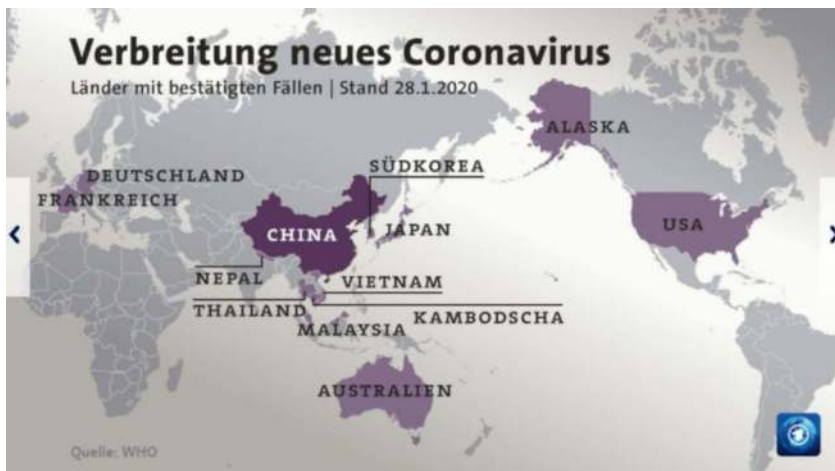 Verbreitung neues Coronavirus
Länder mit bestätigten Fällen | Stand 28.1.2020
ALASKA
SÜDKOREA
DEUTSCHLAND
FRANKREICH
CHINA
JAPAN
USA
NEPAL
VIETNAM
THAILAND
KAMBODSCHA
MALAYSIA
AUSTRALIEN
Quelle: WHO